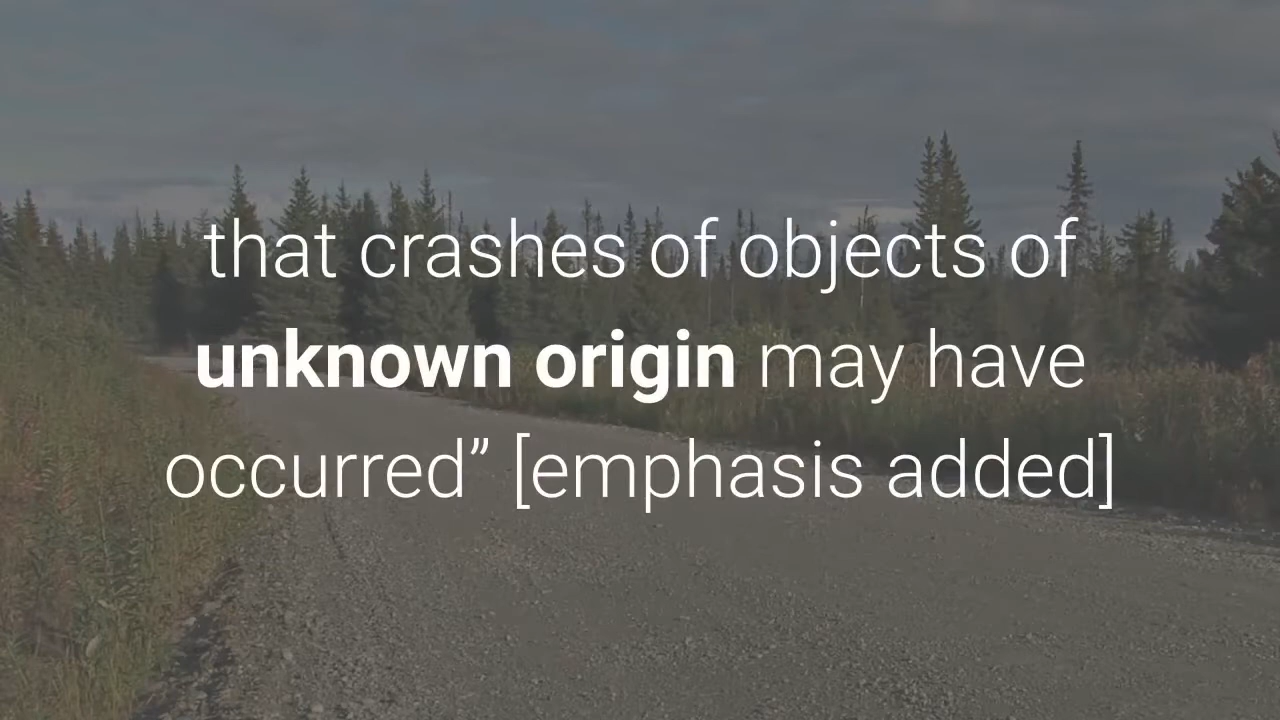 that crashes of objects of
unknown origin may have
occurred” [emphasis added]